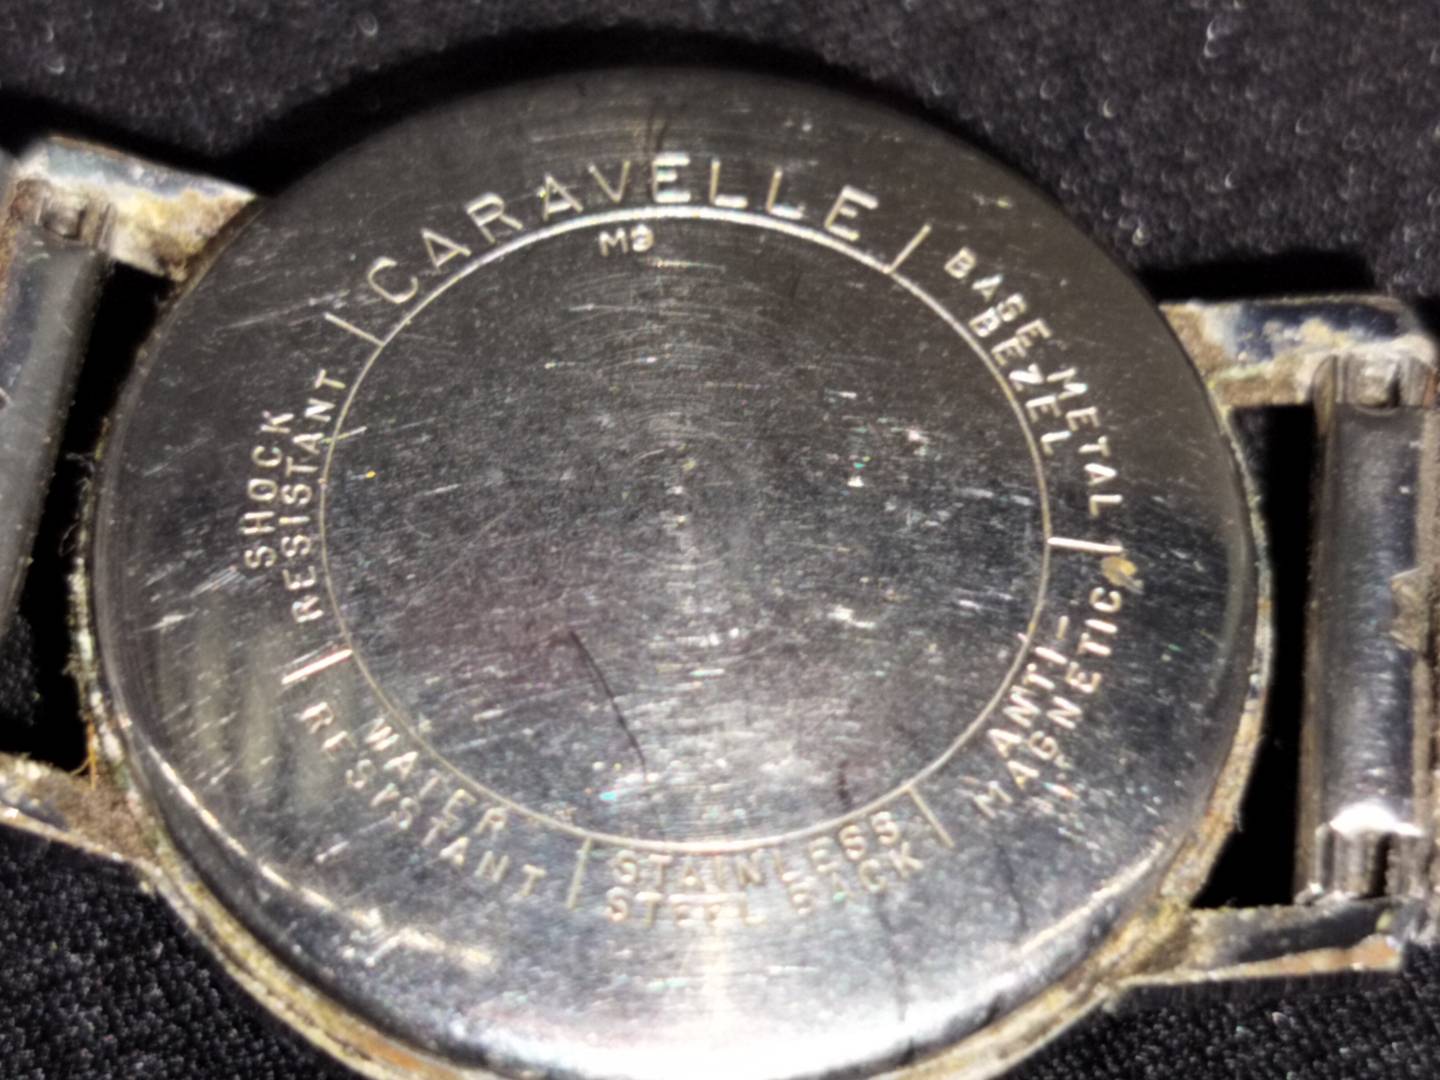 CARAVELLE
M9
BASE METAL
BEZEL
ANTI-
MAGNETIC
STAINLESS
STEEL BACK
WATER
RESISTANT
SHOCK
RESISTANT